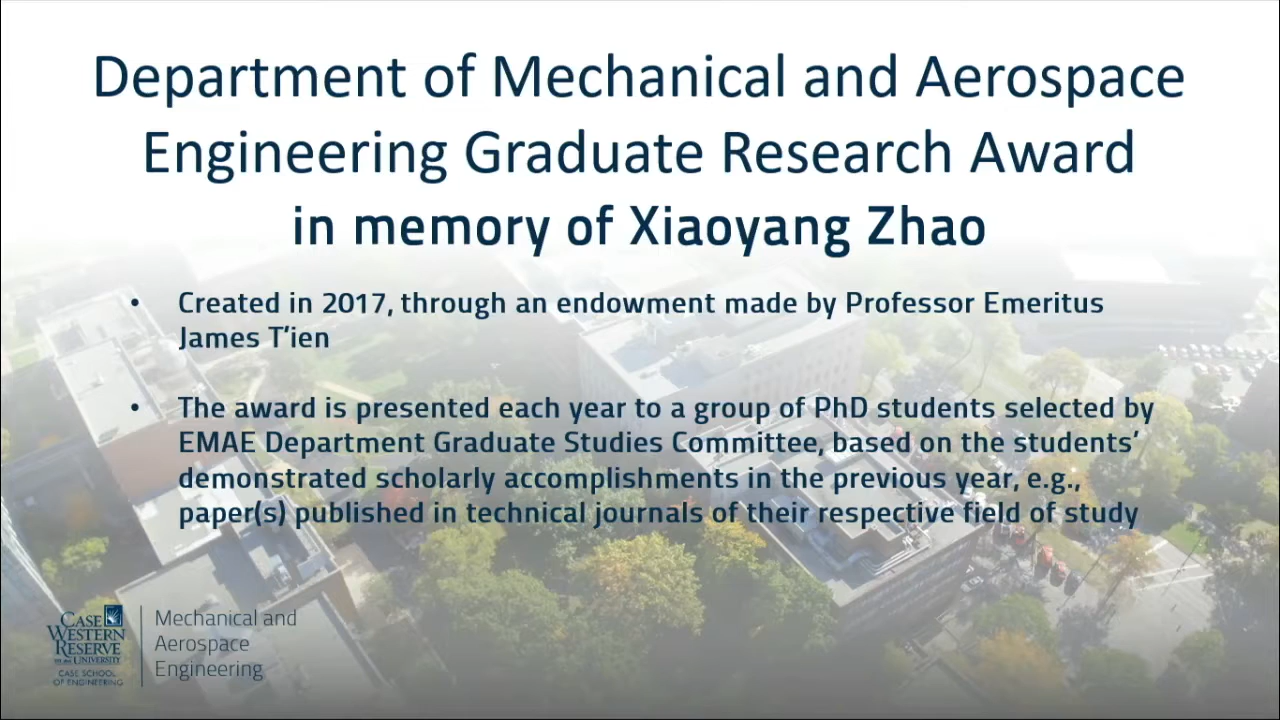 Department of Mechanical and Aerospace
Engineering Graduate Research Award
in memory of Xiaoyang Zhao
• Created in 2017, through an endowment made by Professor Emeritus
James T'ien
• The award is presented each year to a group of PhD students selected by
EMAE Department Graduate Studies Committee, based on the students'
demonstrated scholarly accomplishments in the previous year, e.g.,
paper(s) published in technical journals of their respective field of study
CASE
WESTERN
RESERVE
UNIVERSITY
CASE SCHOOL
OF ENGINEERING
Mechanical and
Aerospace
Engineering